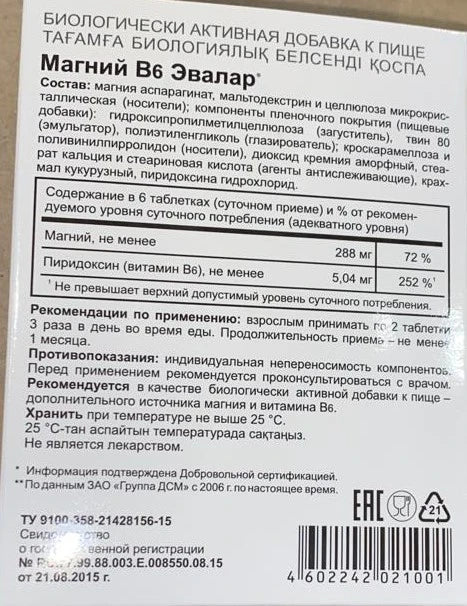 БИОЛОГИЧЕСКИ АКТИВНАЯ ДОБАВКА К ПИЩЕ
ТАҒАМҒА БИОЛОГИЯЛЫҚ БЕЛСЕНДІ ҚОСПА
Магний В6 Эвалар*
Состав: магния аспарагинат, мальтодекстрин и целлюлоза микрокрис-
таллическая (носители); компоненты пленочного покрытия (пищевые
добавки): гидроксипропилметилцеллюлоза (загуститель), твин 80
(эмульгатор), полиэтиленгликоль (глазирователь); кроскарамеллоза и
поливинилпирролидон (носители), диоксид кремния аморфный, стеа-
рат кальция и стеариновая кислота (агенты антислеживающие), крах-
мал кукурузный, пиридоксина гидрохлорид.
Содержание в 6 таблетках (суточном приеме) и % от рекомен-
дуемого уровня суточного потребления (адекватного уровня)
Магний, не менее 288 мг 72 %
Пиридоксин (витамин В6), не менее 5,04 мг 252 %¹
¹ Не превышает верхний допустимый уровень суточного потребления.
Рекомендации по применению: взрослым принимать по 2 таблетки
3 раза в день во время еды. Продолжительность приема – не менее
1 месяца.
Противопоказания: индивидуальная непереносимость компонентов.
Перед применением рекомендуется проконсультироваться с врачом.
Рекомендуется в качестве биологически активной добавки к пище –
дополнительного источника магния и витамина В6.
Хранить при температуре не выше 25 °С.
25 °С-тан аспайтын температурада сақтаңыз.
Не является лекарством.
* Информация подтверждена Добровольной сертификацией.
**По данным ЗАО «Группа ДСМ» с 2006 г. по настоящее время.
EAC 21
ТУ 9100-358-21428156-15
о
регистрации
99.88.003.Е.008550.08.15
от 21.08.2015 г.
4 602242 021001